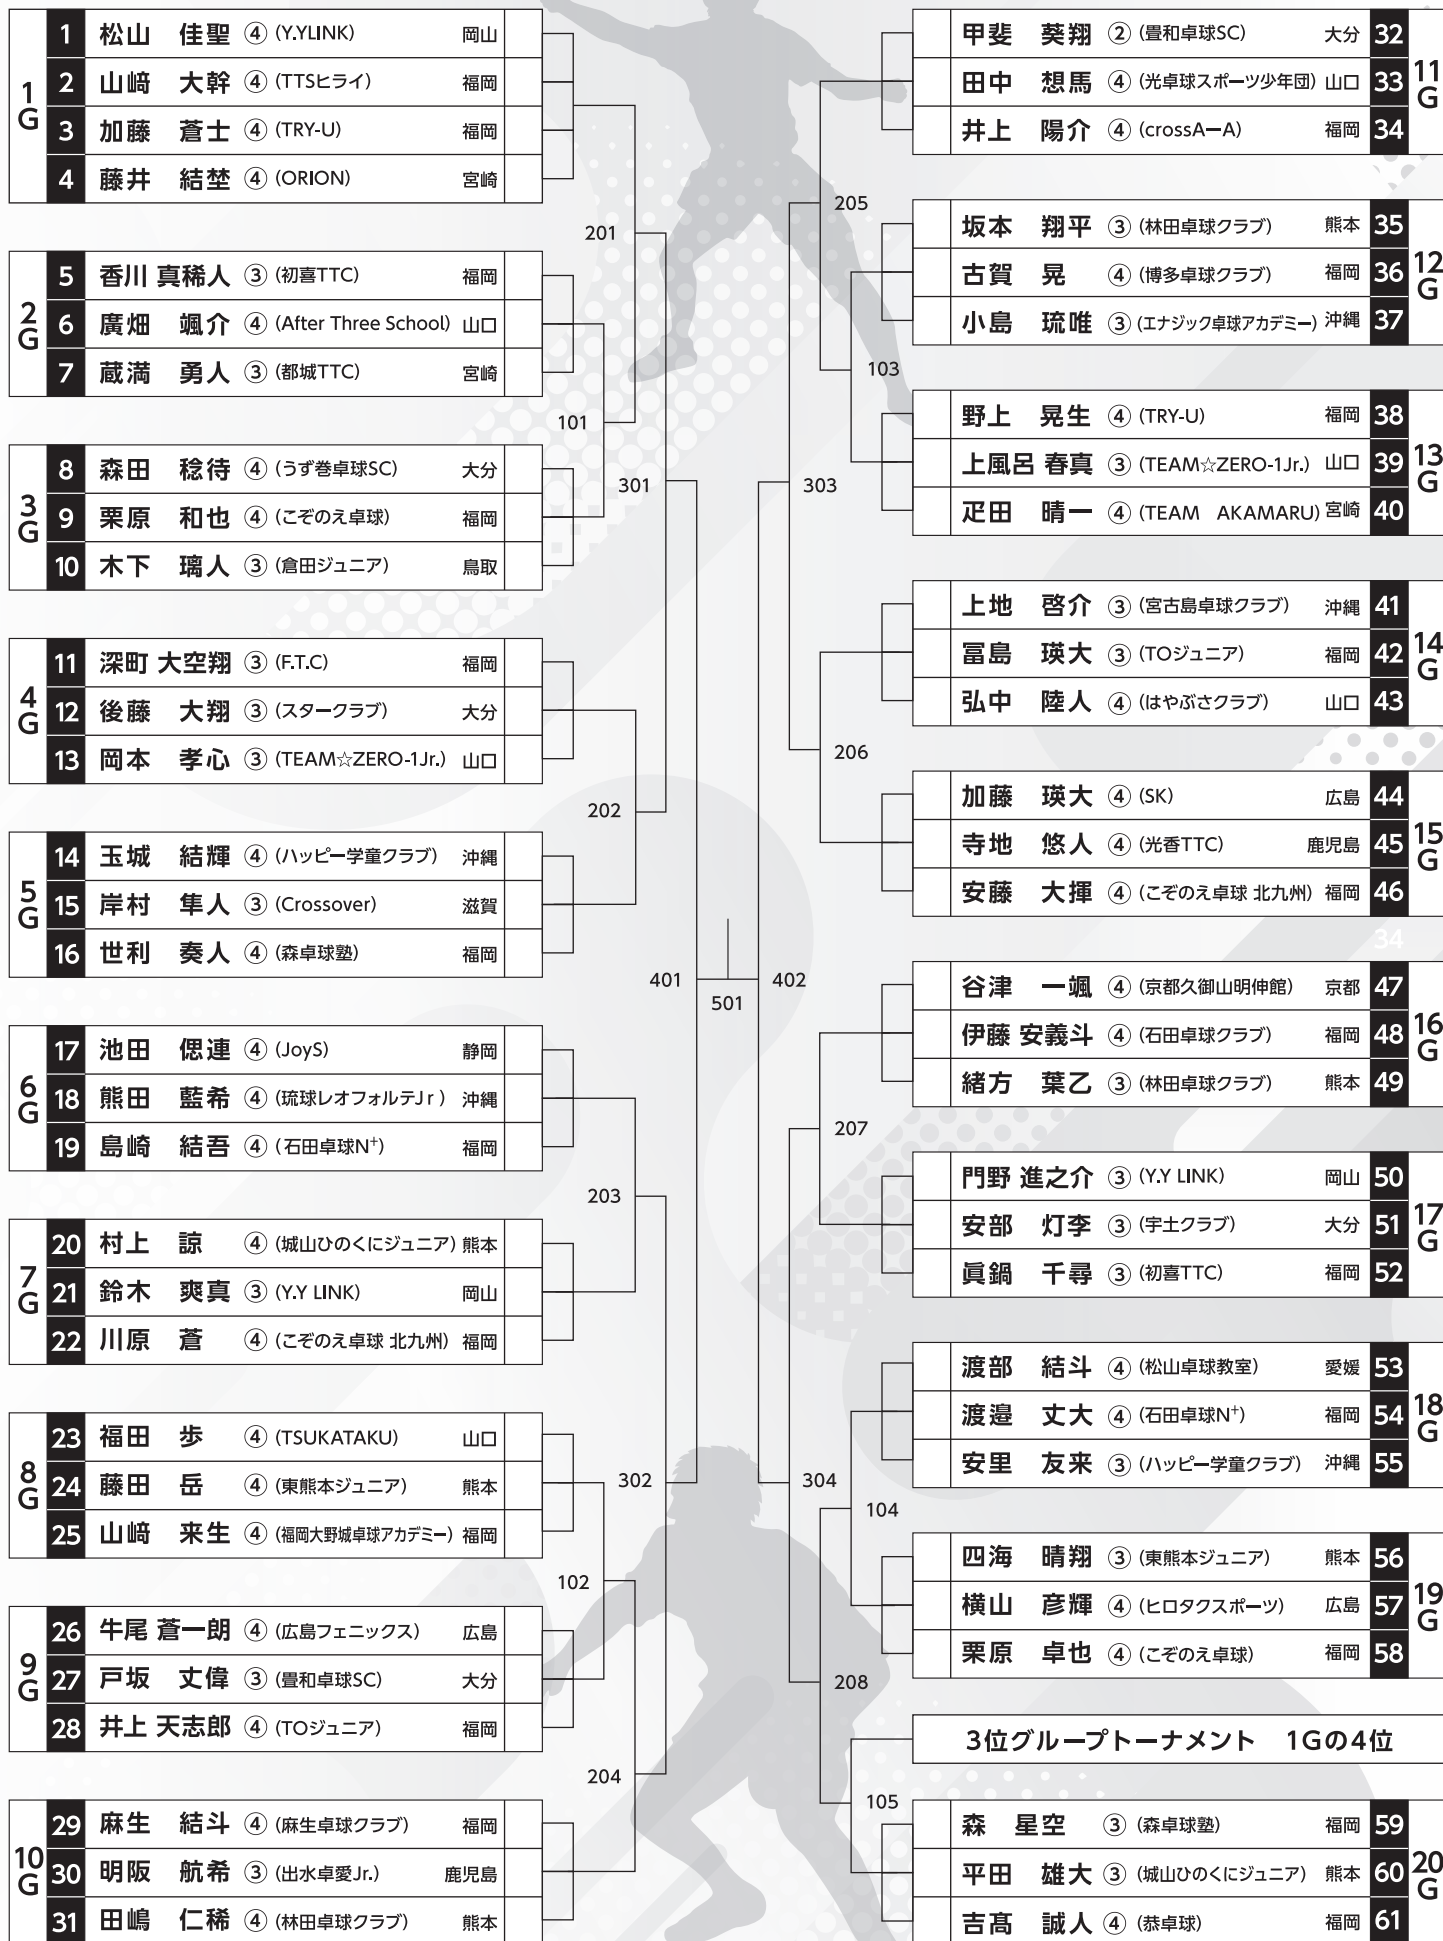 1G
1 松山 佳聖 ④ (Y.YLINK) 岡山
2 山﨑 大幹 ④ (TTSヒライ) 福岡
3 加藤 蒼士 ④ (TRY-U) 福岡
4 藤井 結埜 ④ (ORION) 宮崎
2G
5 香川 真稀人 ③ (初喜TTC) 福岡
6 廣畑 颯介 ④ (After Three School) 山口
7 蔵満 勇人 ③ (都城TTC) 宮崎
3G
8 森田 稔待 ④ (うず巻卓球SC) 大分
9 栗原 和也 ④ (こぞのえ卓球) 福岡
10 木下 璃人 ③ (倉田ジュニア) 鳥取
4G
11 深町 大空翔 ③ (F.T.C) 福岡
12 後藤 大翔 ③ (スタークラブ) 大分
13 岡本 孝心 ③ (TEAM☆ZERO-1Jr.) 山口
5G
14 玉城 結輝 ④ (ハッピー学童クラブ) 沖縄
15 岸村 隼人 ③ (Crossover) 滋賀
16 世利 奏人 ④ (森卓球塾) 福岡
6G
17 池田 偲連 ④ (JoyS) 静岡
18 熊田 藍希 ④ (琉球レオフォルテJr) 沖縄
19 島崎 結吾 ④ (石田卓球N⁺) 福岡
7G
20 村上 諒 ④ (城山ひのくにジュニア) 熊本
21 鈴木 爽真 ③ (Y.Y LINK) 岡山
22 川原 蒼 ④ (こぞのえ卓球 北九州) 福岡
8G
23 福田 歩 ④ (TSUKATAKU) 山口
24 藤田 岳 ④ (東熊本ジュニア) 熊本
25 山﨑 来生 ④ (福岡大野城卓球アカデミー) 福岡
9G
26 牛尾 蒼一朗 ④ (広島フェニックス) 広島
27 戸坂 丈偉 ③ (畳和卓球SC) 大分
28 井上 天志郎 ④ (TOジュニア) 福岡
10G
29 麻生 結斗 ④ (麻生卓球クラブ) 福岡
30 明阪 航希 ③ (出水卓愛Jr.) 鹿児島
31 田嶋 仁稀 ④ (林田卓球クラブ) 熊本
201
101
301
202
401
203
302
102
204
501
205
103
303
206
402
207
304
104
208
105
甲斐 葵翔 ② (畳和卓球SC) 大分 32
田中 想馬 ④ (光卓球スポーツ少年団) 山口 33
井上 陽介 ④ (crossAーA) 福岡 34
11G
坂本 翔平 ③ (林田卓球クラブ) 熊本 35
古賀 晃 ④ (博多卓球クラブ) 福岡 36
小島 琉唯 ③ (エナジック卓球アカデミー) 沖縄 37
12G
野上 晃生 ④ (TRY-U) 福岡 38
上風呂 春真 ③ (TEAM☆ZERO-1Jr.) 山口 39
疋田 晴一 ④ (TEAM AKAMARU) 宮崎 40
13G
上地 啓介 ③ (宮古島卓球クラブ) 沖縄 41
冨島 瑛大 ③ (TOジュニア) 福岡 42
弘中 陸人 ④ (はやぶさクラブ) 山口 43
14G
加藤 瑛大 ④ (SK) 広島 44
寺地 悠人 ④ (光香TTC) 鹿児島 45
安藤 大揮 ④ (こぞのえ卓球 北九州) 福岡 46
15G
34
谷津 一颯 ④ (京都久御山明伸館) 京都 47
伊藤 安義斗 ④ (石田卓球クラブ) 福岡 48
緒方 葉乙 ③ (林田卓球クラブ) 熊本 49
16G
門野 進之介 ③ (Y.Y LINK) 岡山 50
安部 灯李 ③ (宇土クラブ) 大分 51
眞鍋 千尋 ③ (初喜TTC) 福岡 52
17G
渡部 結斗 ④ (松山卓球教室) 愛媛 53
渡邉 丈大 ④ (石田卓球N⁺) 福岡 54
安里 友来 ③ (ハッピー学童クラブ) 沖縄 55
18G
四海 晴翔 ③ (東熊本ジュニア) 熊本 56
横山 彦輝 ④ (ヒロタクスポーツ) 広島 57
栗原 卓也 ④ (こぞのえ卓球) 福岡 58
19G
3位グループトーナメント 1Gの4位
森 星空 ③ (森卓球塾) 福岡 59
平田 雄大 ③ (城山ひのくにジュニア) 熊本 60
吉髙 誠人 ④ (恭卓球) 福岡 61
20G